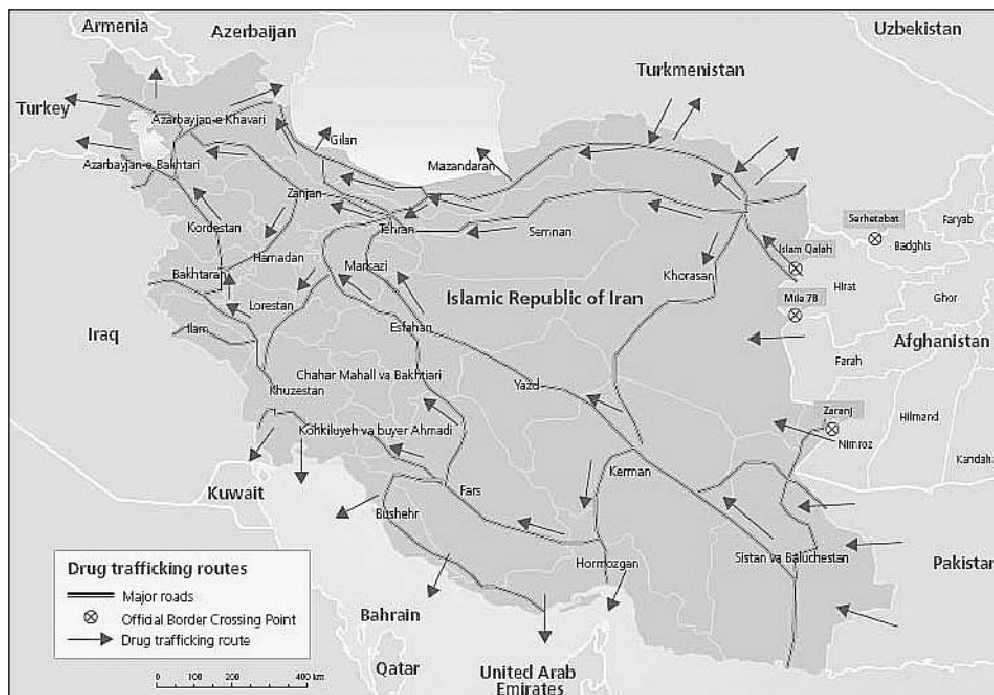 Armenia
Azerbaijan
Uzbekistan
Turkmenistan
Turkey
Azarbayjan-e Khavari
Gilan
Azarbayjan-e Bakhtari
Mazandaran
Zanjan
Kordestan
Tehran
Semnan
Serhetabat
Faryab
Badghis
Islam Qalah
Hamadan
Markazi
Khorasan
Bakhtaran
Lorestan
Islamic Republic of Iran
Mila 78
Hirat
Ghor
Iraq
Ilam
Esfahan
Afghanistan
Farah
Chahar Mahall va Bakhtiari
Yazd
Khuzestan
Zaranj
Hilmand
Kohkiluyeh va buyer Ahmadi
Nimroz
Kandaha
Kerman
Kuwait
Fars
Bushehr
Sistan va Baluchestan
Pakistan
Hormozgan
Drug trafficking routes
Major roads
Official Border Crossing Point
Drug trafficking route
Bahrain
Qatar
United Arab
Emirates
0 100 200 300 400 km